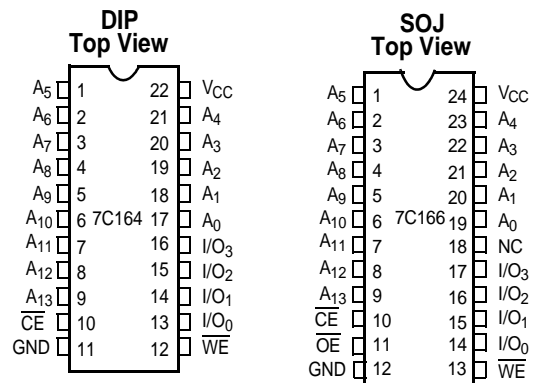 DIP
Top View
A5 1 22 VCC
A6 2 21 A4
A7 3 20 A3
A8 4 19 A2
A9 5 18 A1
A10 6 7C164 17 A0
A11 7 16 I/O3
A12 8 15 I/O2
A13 9 14 I/O1
CE 10 13 I/O0
GND 11 12 WE
SOJ
Top View
A5 1 24 VCC
A6 2 23 A4
A7 3 22 A3
A8 4 21 A2
A9 5 20 A1
A10 6 7C166 19 A0
A11 7 18 NC
A12 8 17 I/O3
A13 9 16 I/O2
CE 10 15 I/O1
OE 11 14 I/O0
GND 12 13 WE